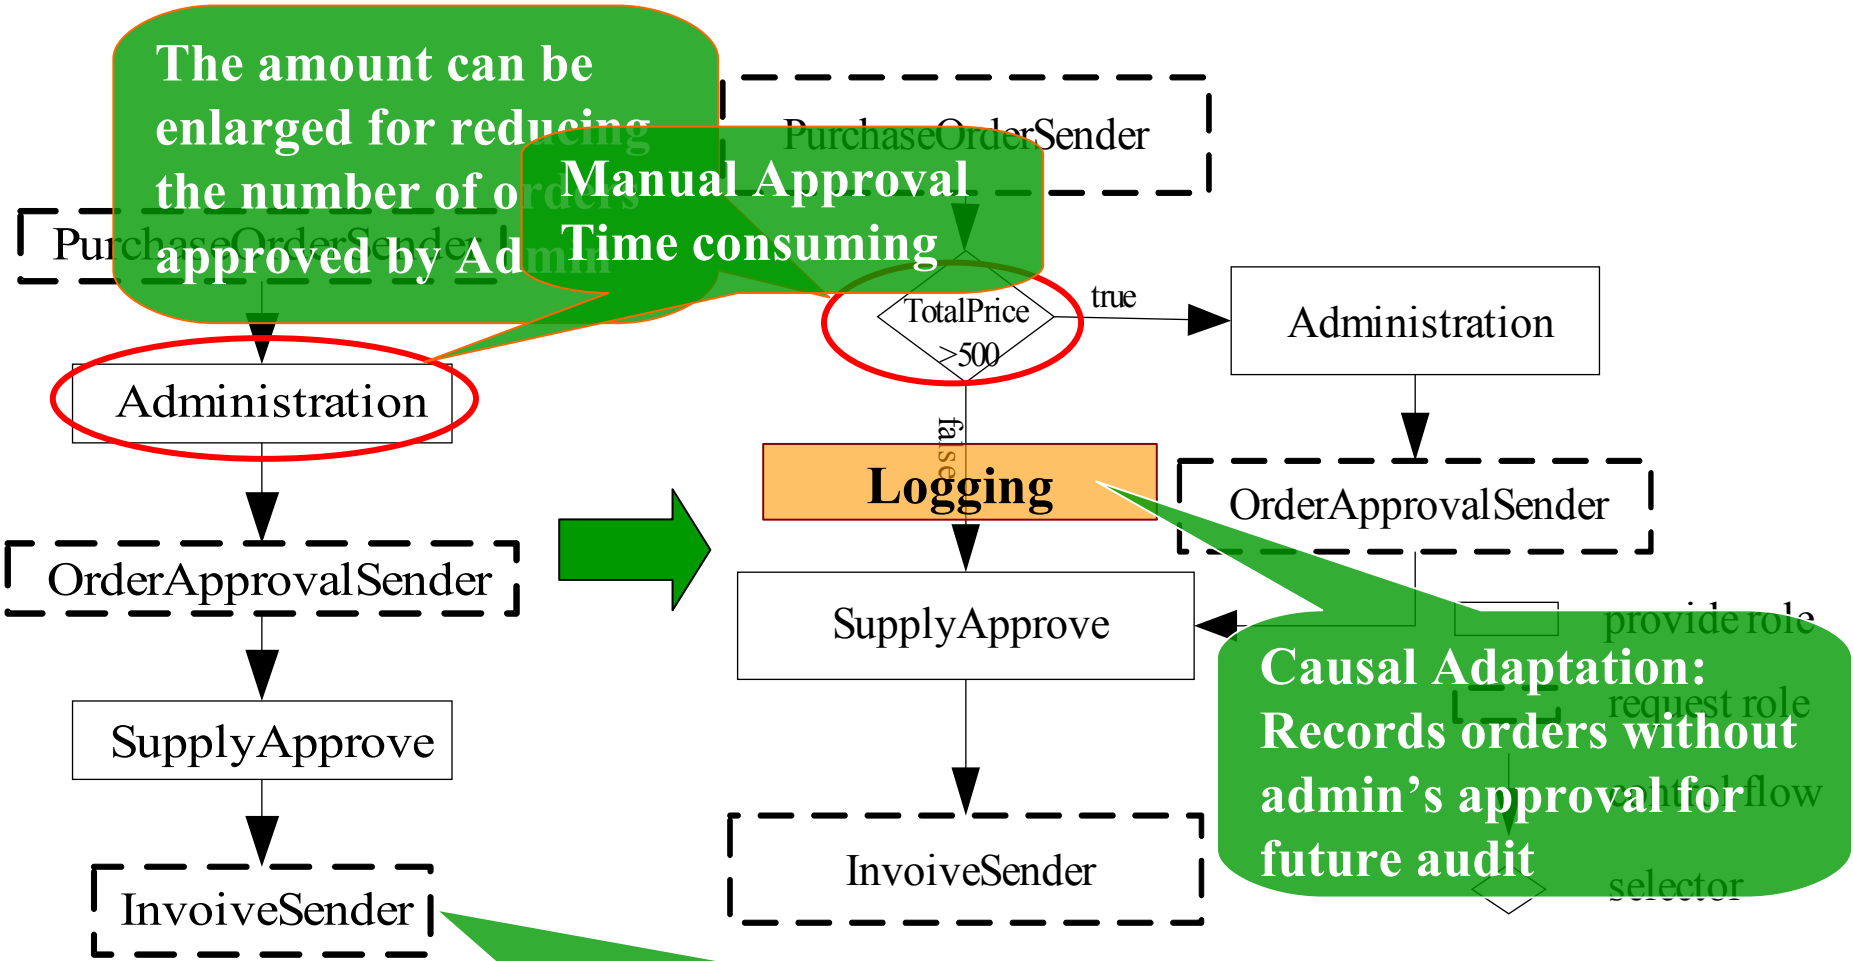 The amount can be
enlarged for reducing
the number of orders
approved by Admin
Manual Approval
Time consuming
PurchaseOrderSender
Administration
OrderApprovalSender
SupplyApprove
InvoiveSender
PurchaseOrderSender
TotalPrice
>500
true
false
Administration
Logging
OrderApprovalSender
SupplyApprove
InvoiveSender
Causal Adaptation:
Records orders without
admin’s approval for
future audit
provide role
request role
control flow
selector